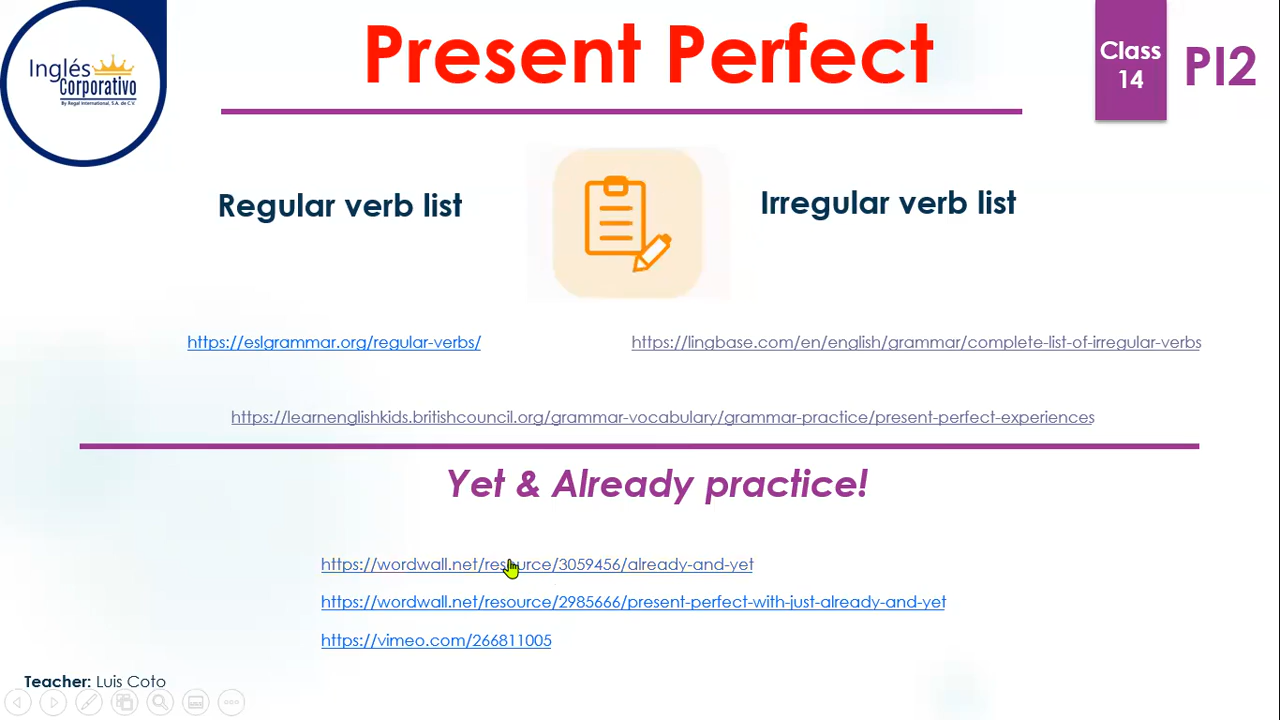 Present Perfect
Inglés
Corporativo
By Regal International, S.A. de C.V.
Class
14
PI2
Regular verb list
Irregular verb list
https://eslgrammar.org/regular-verbs/
https://lingbase.com/en/english/grammar/complete-list-of-irregular-verbs
https://learnenglishkids.britishcouncil.org/grammar-vocabulary/grammar-practice/present-perfect-experiences
Yet & Already practice!
https://wordwall.net/resource/3059456/already-and-yet
https://wordwall.net/resource/2985666/present-perfect-with-just-already-and-yet
https://vimeo.com/266811005
Teacher: Luis Coto